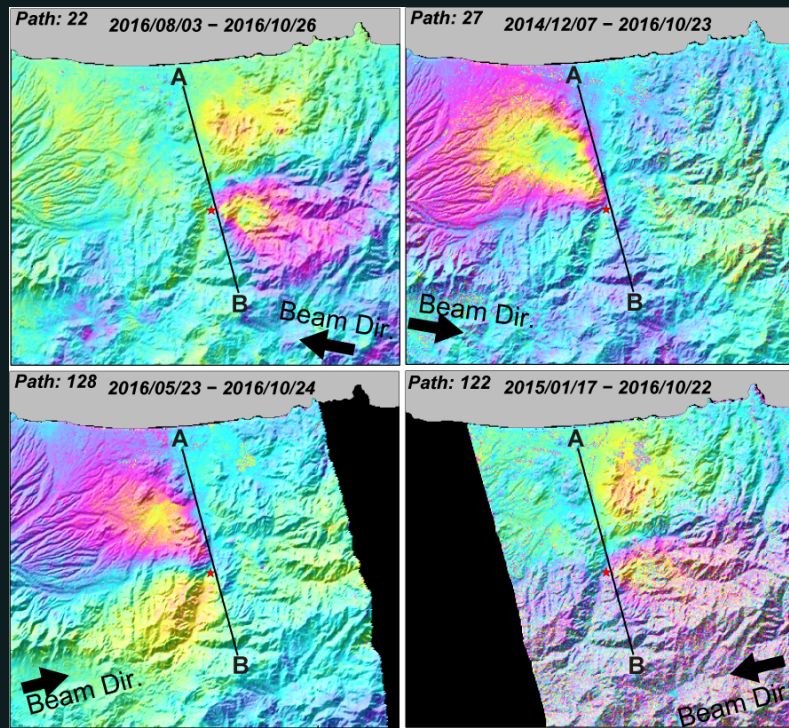 Path: 22 2016/08/03 – 2016/10/26
A
B
Beam Dir.
Path: 27 2014/12/07 – 2016/10/23
A
B
Beam Dir.
Path: 128 2016/05/23 – 2016/10/24
A
B
Beam Dir.
Path: 122 2015/01/17 – 2016/10/22
A
B
Beam Dir.